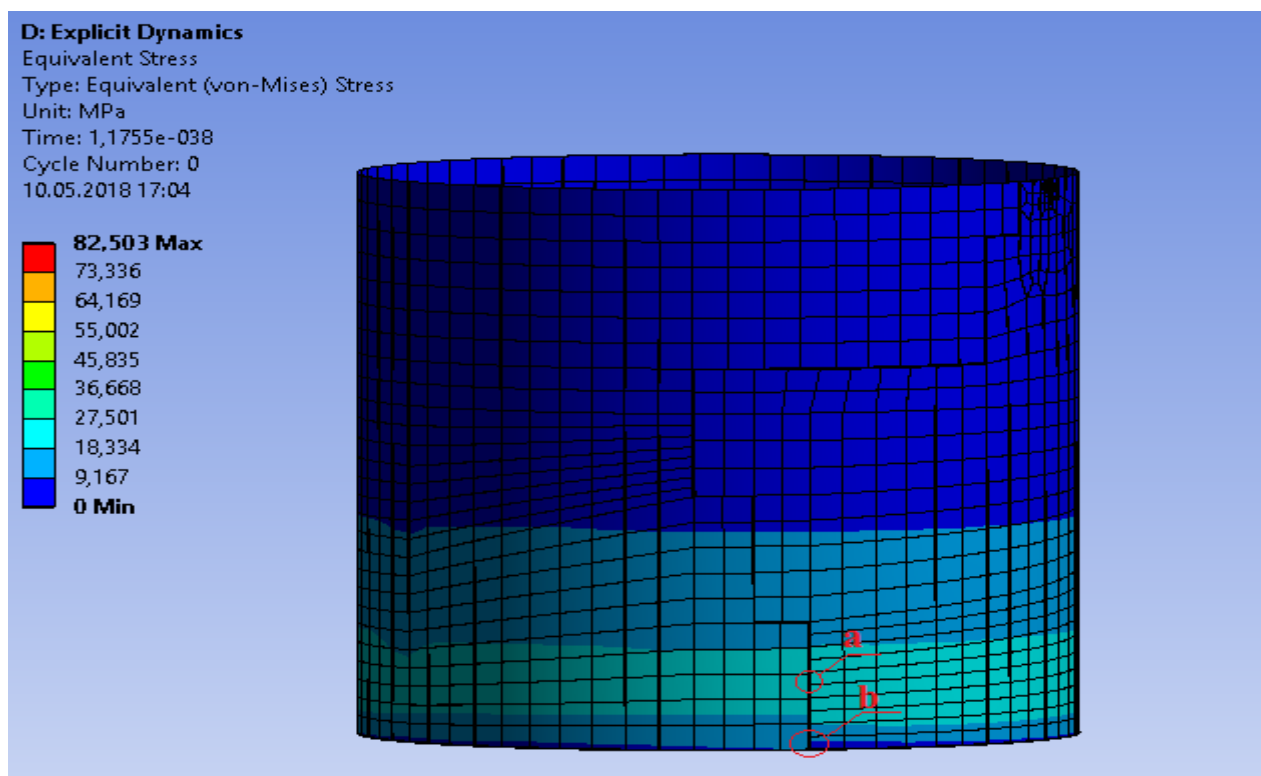 D: Explicit Dynamics
Equivalent Stress
Type: Equivalent (von-Mises) Stress
Unit: MPa
Time: 1,1755e-038
Cycle Number: 0
10.05.2018 17:04
82,503 Max
73,336
64,169
55,002
45,835
36,668
27,501
18,334
9,167
0 Min
a
b